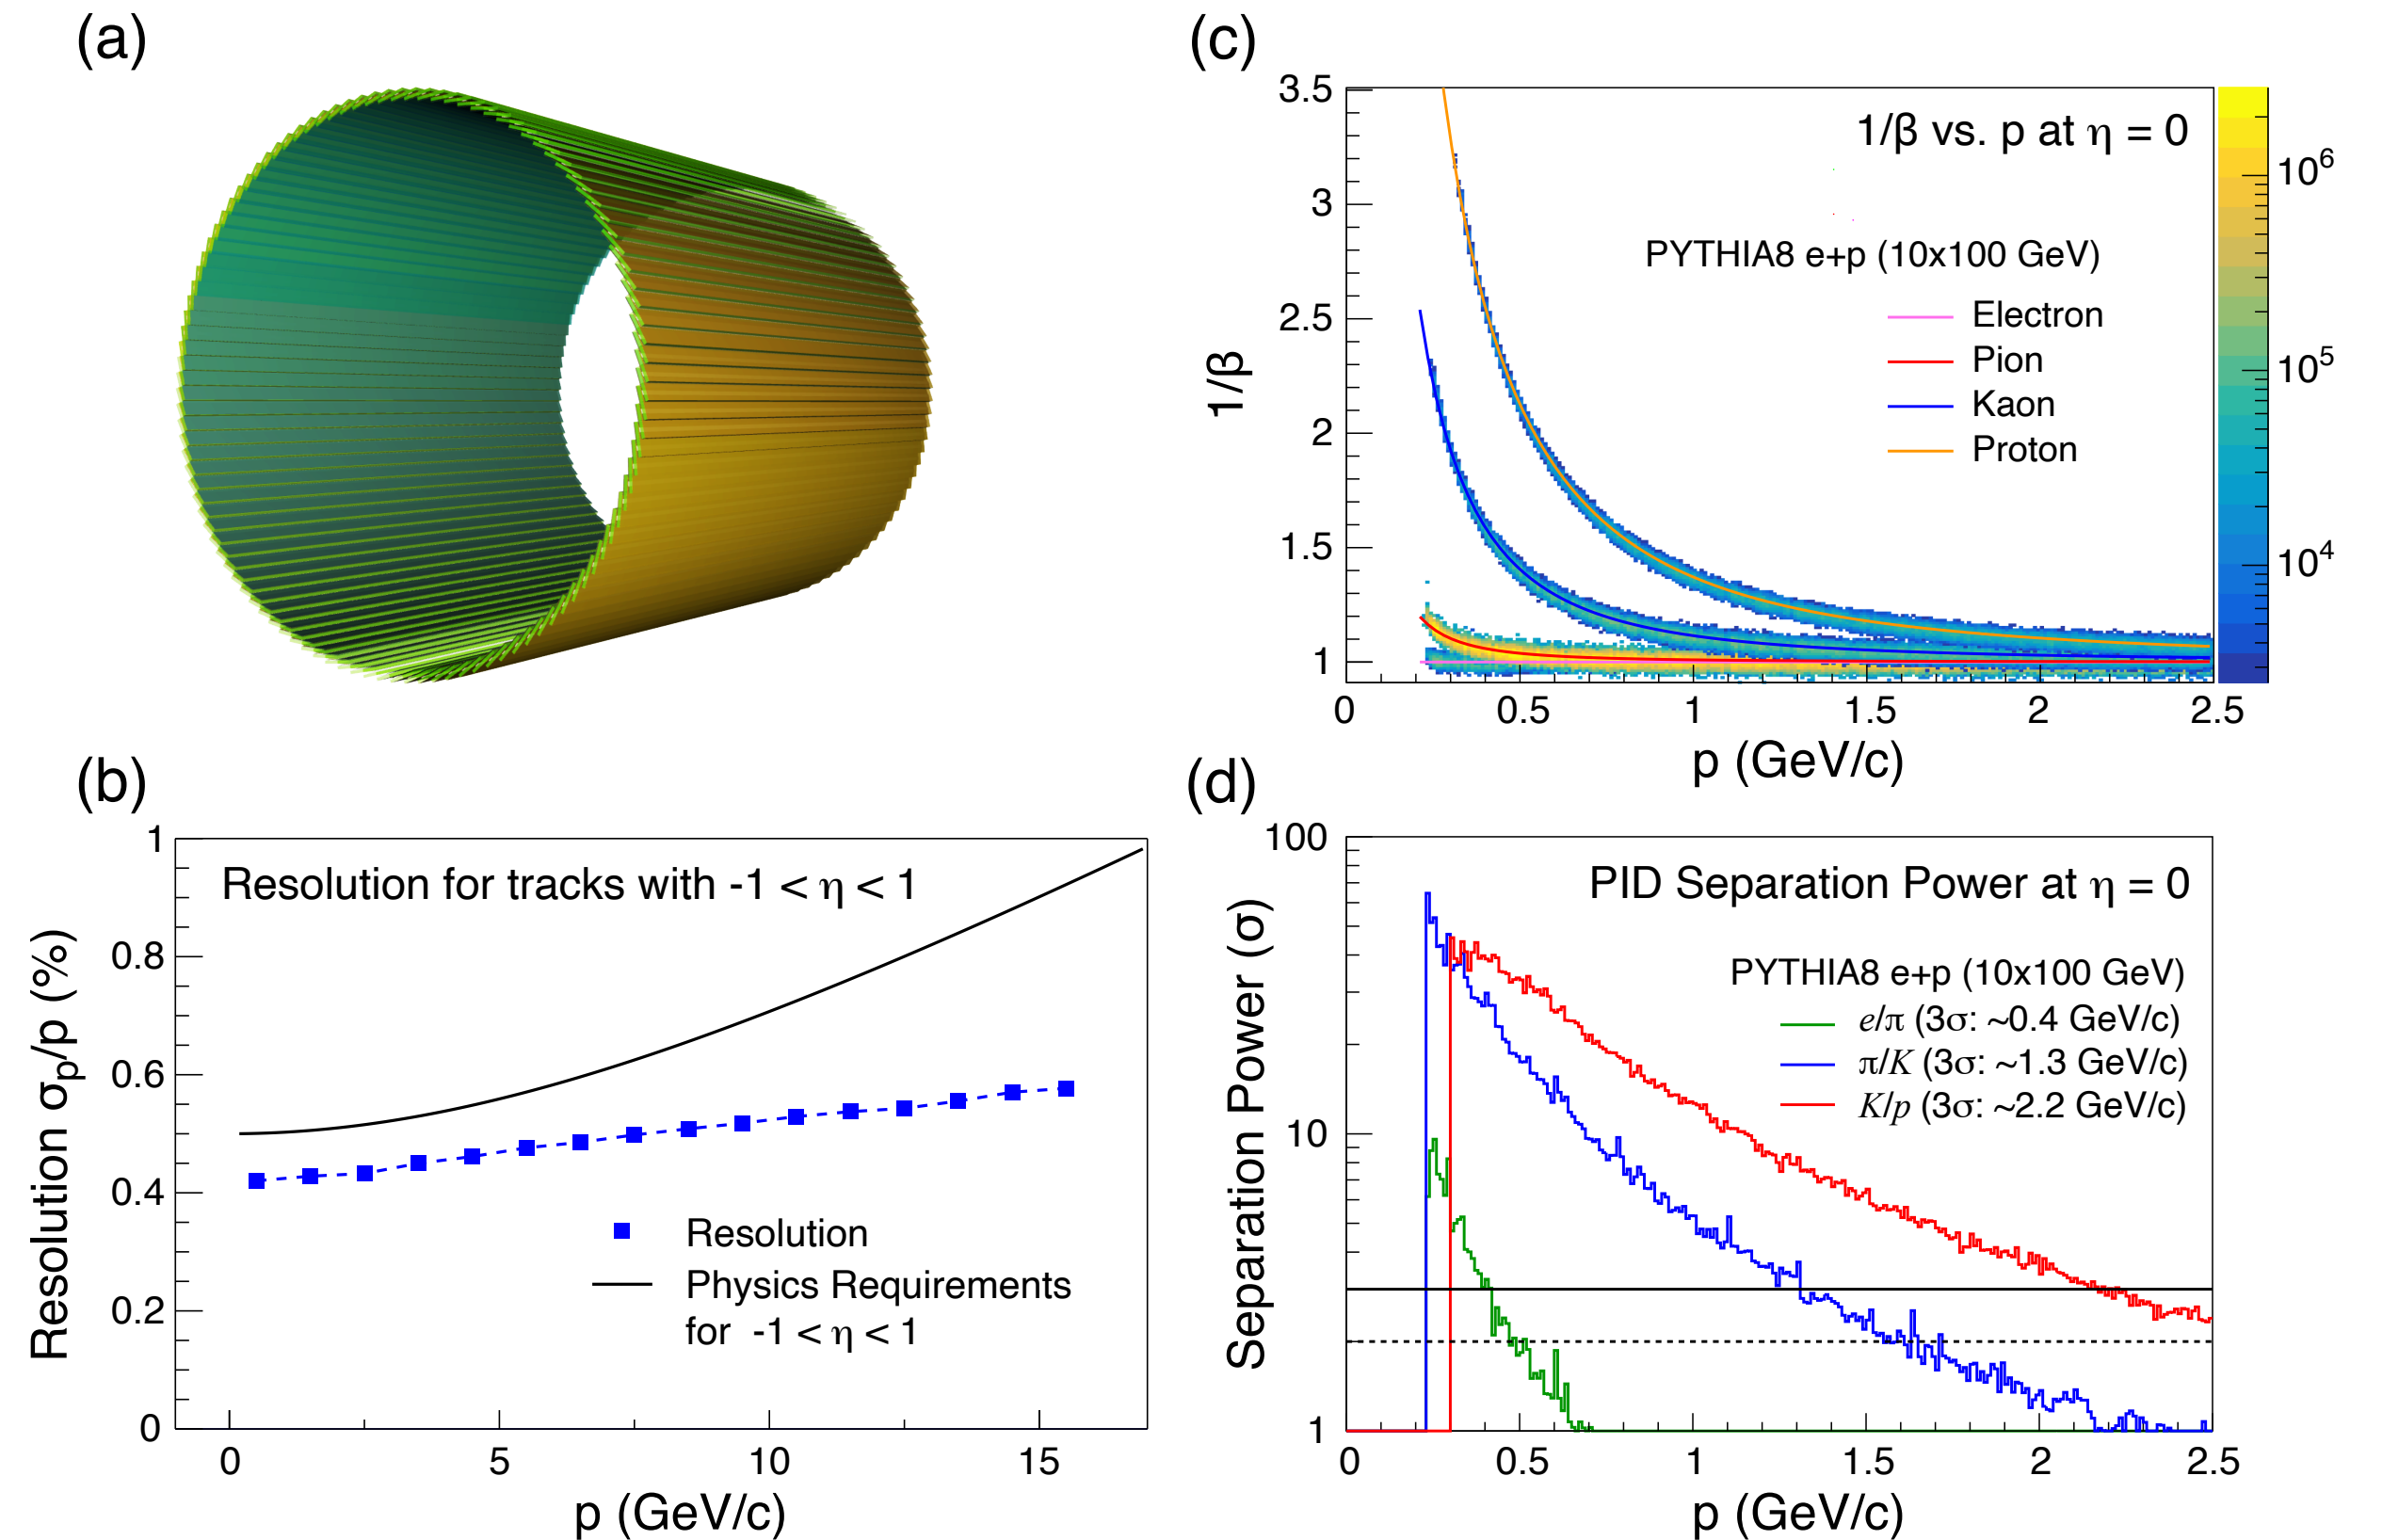 (a)
(b)
1
0.8
0.6
0.4
0.2
0
Resolution σp/p (%)
Resolution for tracks with -1 < η < 1
Resolution
Physics Requirements
for -1 < η < 1
0 5 10 15
p (GeV/c)
(c)
3.5
3
2.5
2
1.5
1
1/β
1/β vs. p at η = 0
PYTHIA8 e+p (10x100 GeV)
Electron
Pion
Kaon
Proton
10⁶
10⁵
10⁴
0 0.5 1 1.5 2 2.5
p (GeV/c)
(d)
100
10
1
Separation Power (σ)
PID Separation Power at η = 0
PYTHIA8 e+p (10x100 GeV)
e/π (3σ: ~0.4 GeV/c)
π/K (3σ: ~1.3 GeV/c)
K/p (3σ: ~2.2 GeV/c)
0 0.5 1 1.5 2 2.5
p (GeV/c)